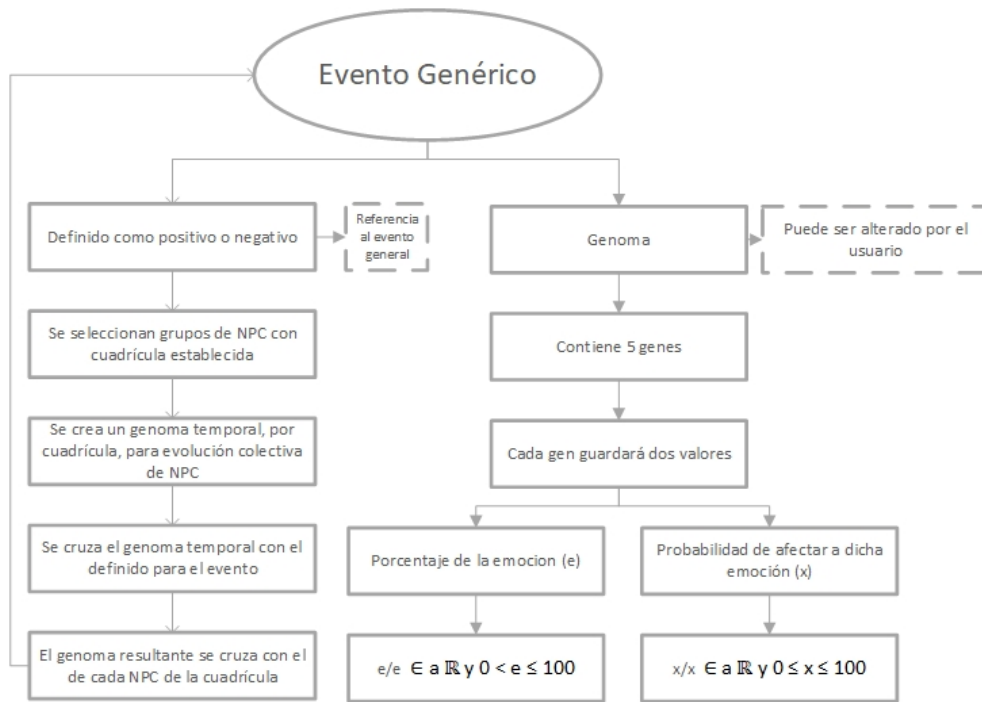 Evento Genérico
Definido como positivo o negativo
Referencia
al evento
general
Genoma
Puede ser alterado por el
usuario
Se seleccionan grupos de NPC con
cuadrícula establecida
Contiene 5 genes
Se crea un genoma temporal, por
cuadrícula, para evolución colectiva
de NPC
Cada gen guardará dos valores
Se cruza el genoma temporal con el
definido para el evento
Porcentaje de la emocion (e)
Probabilidad de afectar a dicha
emoción (x)
El genoma resultante se cruza con el
de cada NPC de la cuadrícula
e/e ∈ a ℝ y 0 < e ≤ 100
x/x ∈ a ℝ y 0 ≤ x ≤ 100